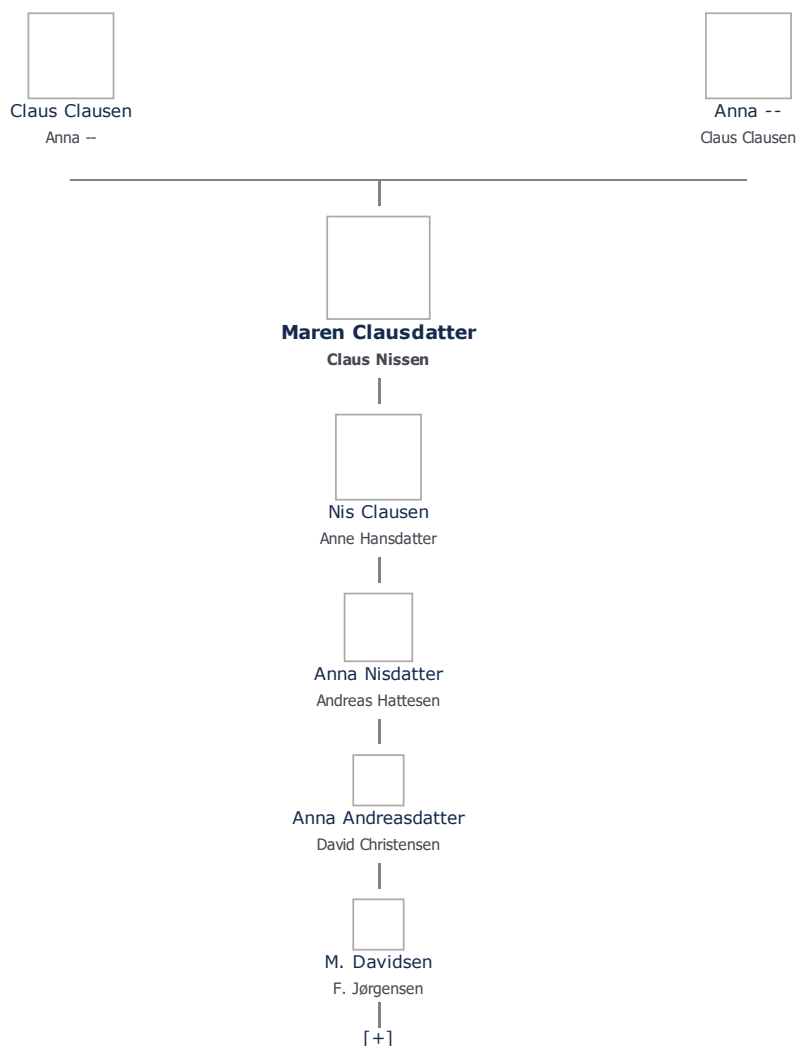 Claus Clausen
Anna --
Anna --
Claus Clausen
Maren Clausdatter
Claus Nissen
Nis Clausen
Anne Hansdatter
Anna Nisdatter
Andreas Hattesen
Anna Andreasdatter
David Christensen
M. Davidsen
F. Jørgensen
[+]